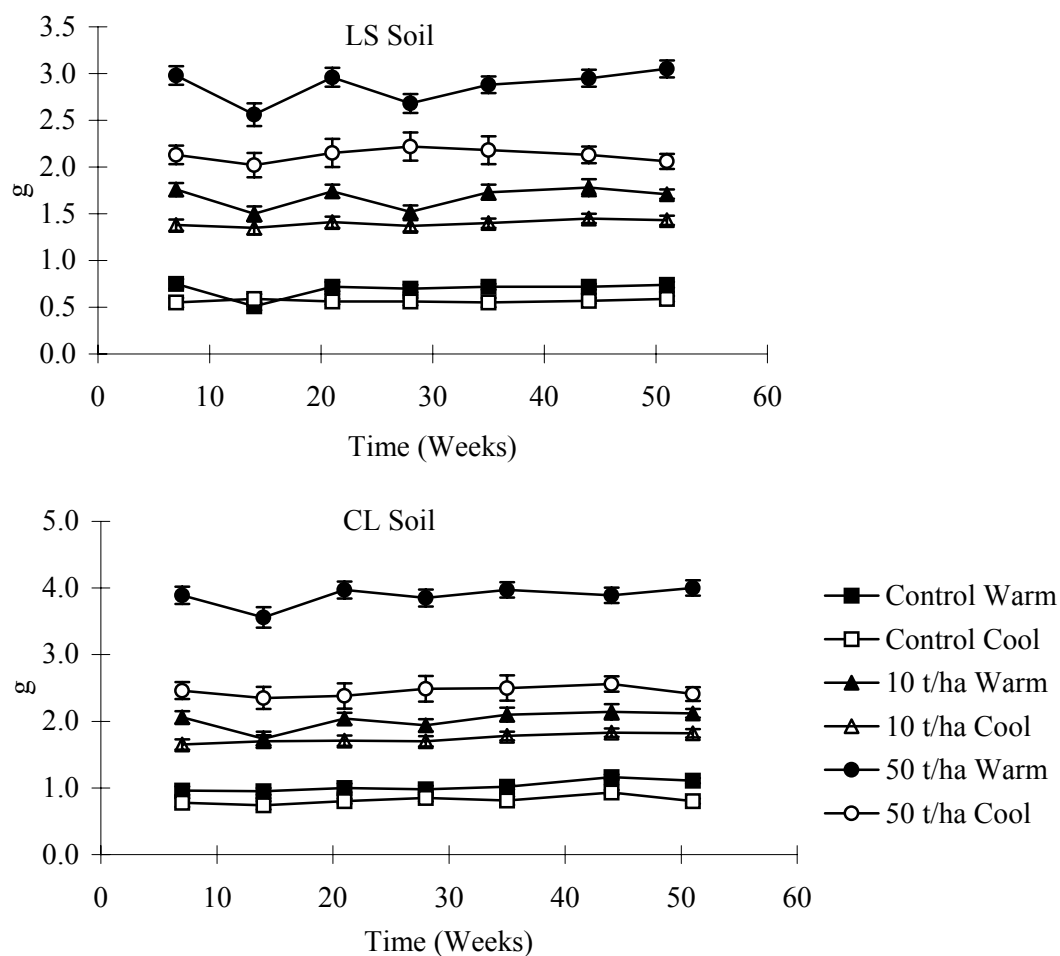 LS Soil
3.5
3.0
2.5
2.0
1.5
1.0
0.5
0.0
g
0 10 20 30 40 50 60
Time (Weeks)
CL Soil
5.0
4.0
3.0
2.0
1.0
0.0
g
0 10 20 30 40 50 60
Time (Weeks)
Control Warm
Control Cool
10 t/ha Warm
10 t/ha Cool
50 t/ha Warm
50 t/ha Cool